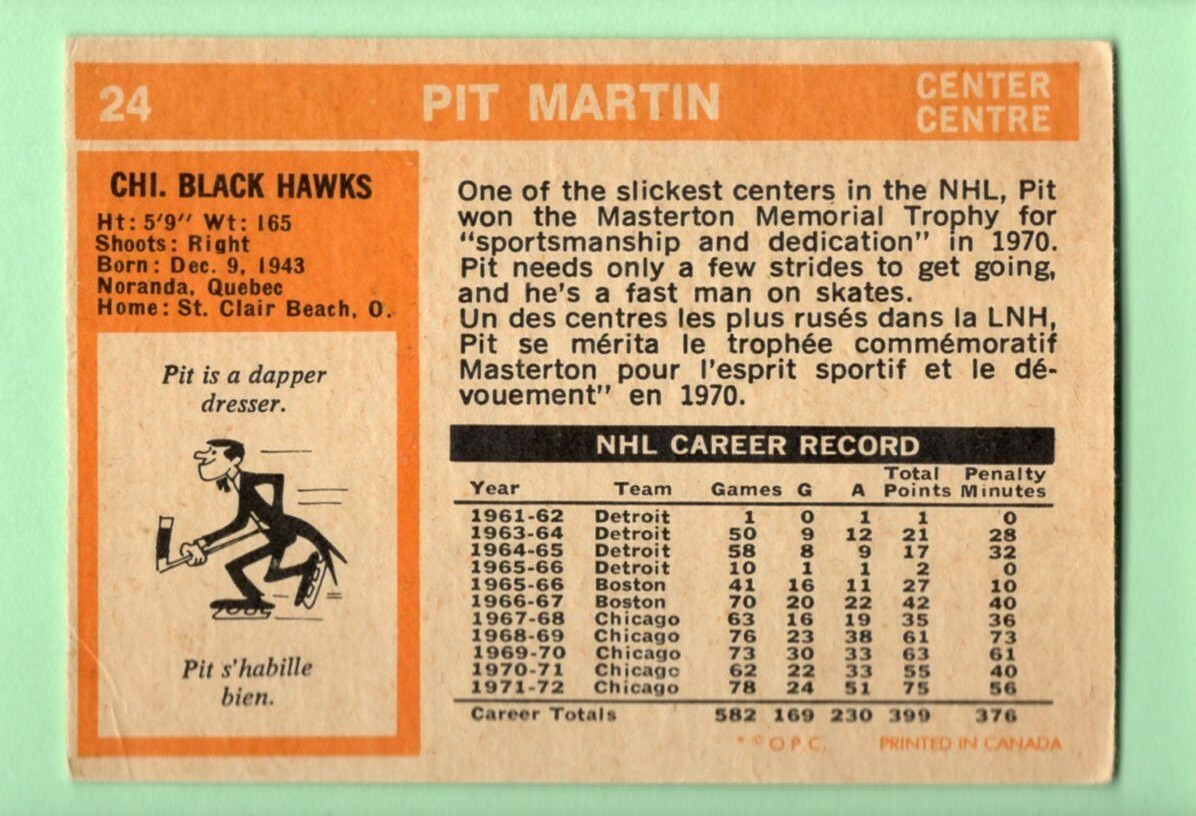 24 PIT MARTIN CENTER
CENTRE
CHI. BLACK HAWKS
Ht: 5'9'' Wt: 165
Shoots: Right
Born: Dec. 9, 1943
Noranda, Quebec
Home: St. Clair Beach, O.
Pit is a dapper
dresser.
Pit s'habille
bien.
One of the slickest centers in the NHL, Pit
won the Masterton Memorial Trophy for
"sportsmanship and dedication" in 1970.
Pit needs only a few strides to get going,
and he's a fast man on skates.
Un des centres les plus rusés dans la LNH,
Pit se mérita le trophée commémoratif
Masterton pour l'esprit sportif et le dé-
vouement'' en 1970.
NHL CAREER RECORD
Total Penalty
Year Team Games G A Points Minutes
1961-62 Detroit 1 0 1 1 0
1963-64 Detroit 50 9 12 21 28
1964-65 Detroit 58 8 9 17 32
1965-66 Detroit 10 1 1 2 0
1965-66 Boston 41 16 11 27 10
1966-67 Boston 70 20 22 42 40
1967-68 Chicago 63 16 19 35 36
1968-69 Chicago 76 23 38 61 73
1969-70 Chicago 73 30 33 63 61
1970-71 Chicago 62 22 33 55 40
1971-72 Chicago 78 24 51 75 56
Career Totals 582 169 230 399 376
* © O.P.C. PRINTED IN CANADA